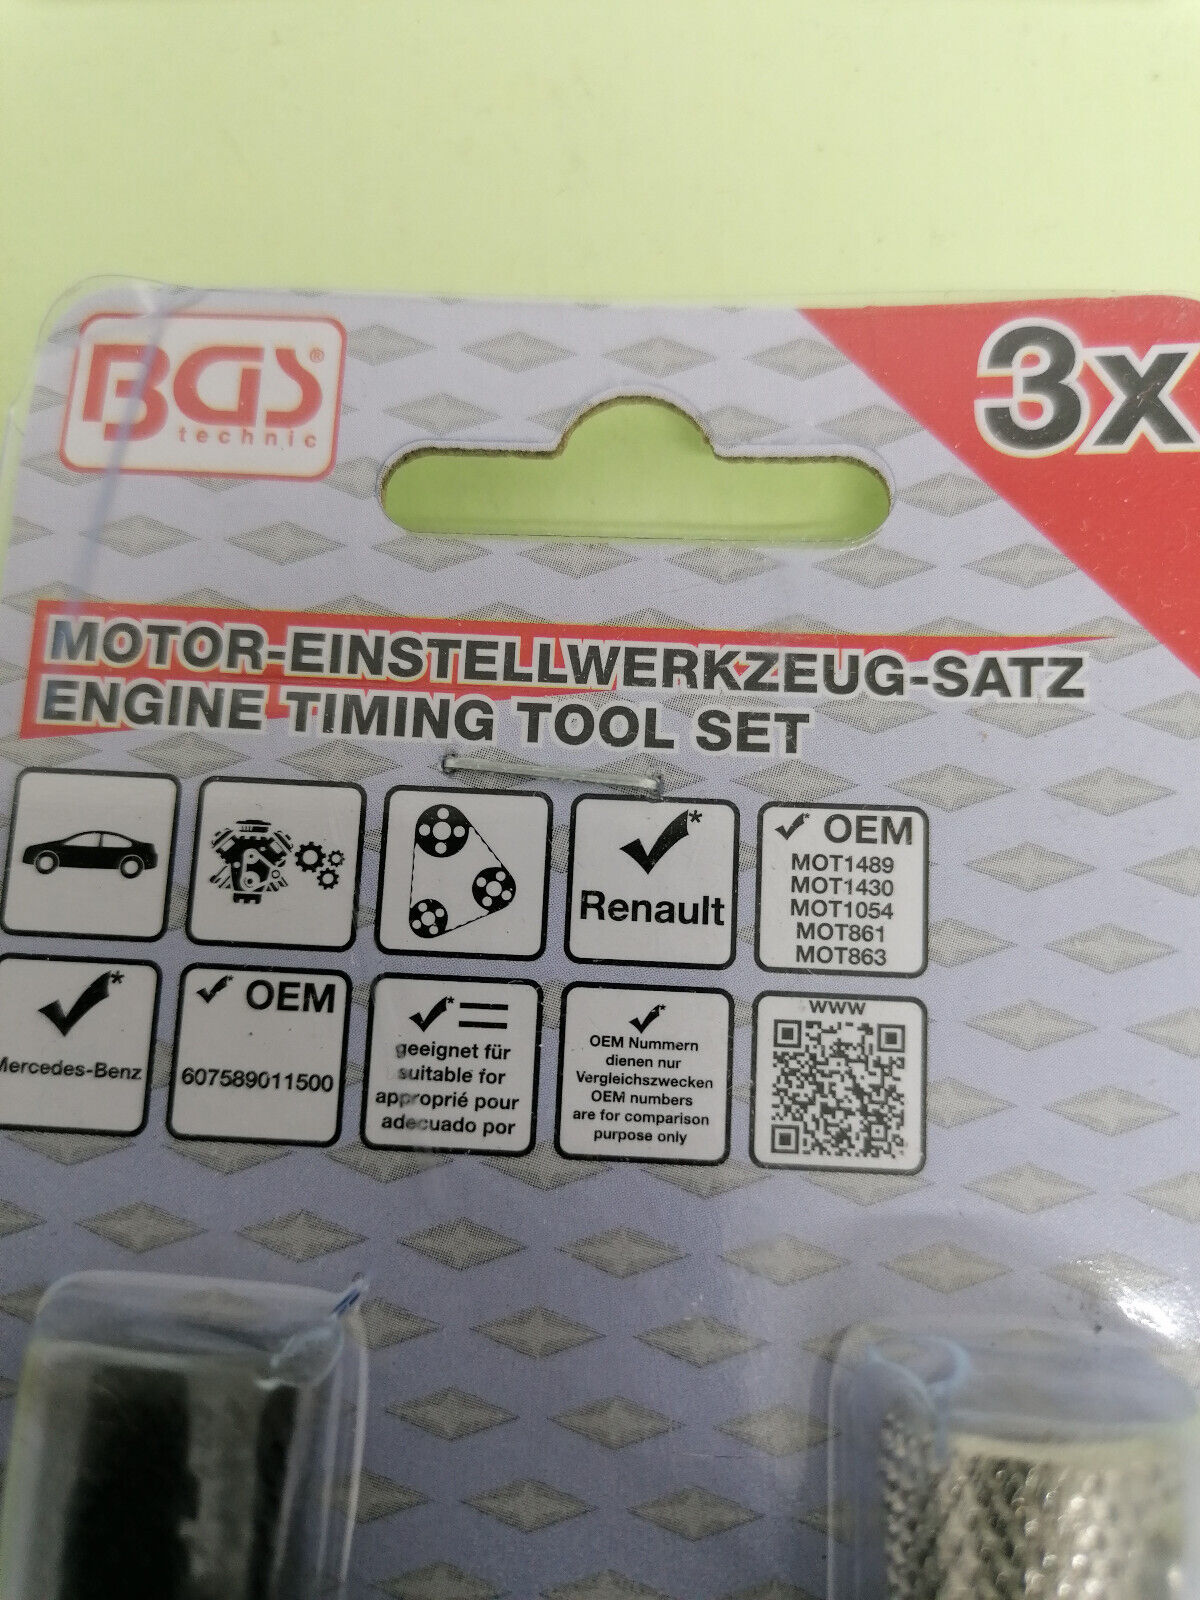 BGS®
technic
3x
MOTOR-EINSTELLWERKZEUG-SATZ
ENGINE TIMING TOOL SET
*
Renault
* OEM
MOT1489
MOT1430
MOT1054
MOT861
MOT863
*
Mercedes-Benz
* OEM
607589011500
* =
geeignet für
suitable for
approprié pour
adecuado por
*
OEM Nummern
dienen nur
Vergleichszwecken
OEM numbers
are for comparison
purpose only
www